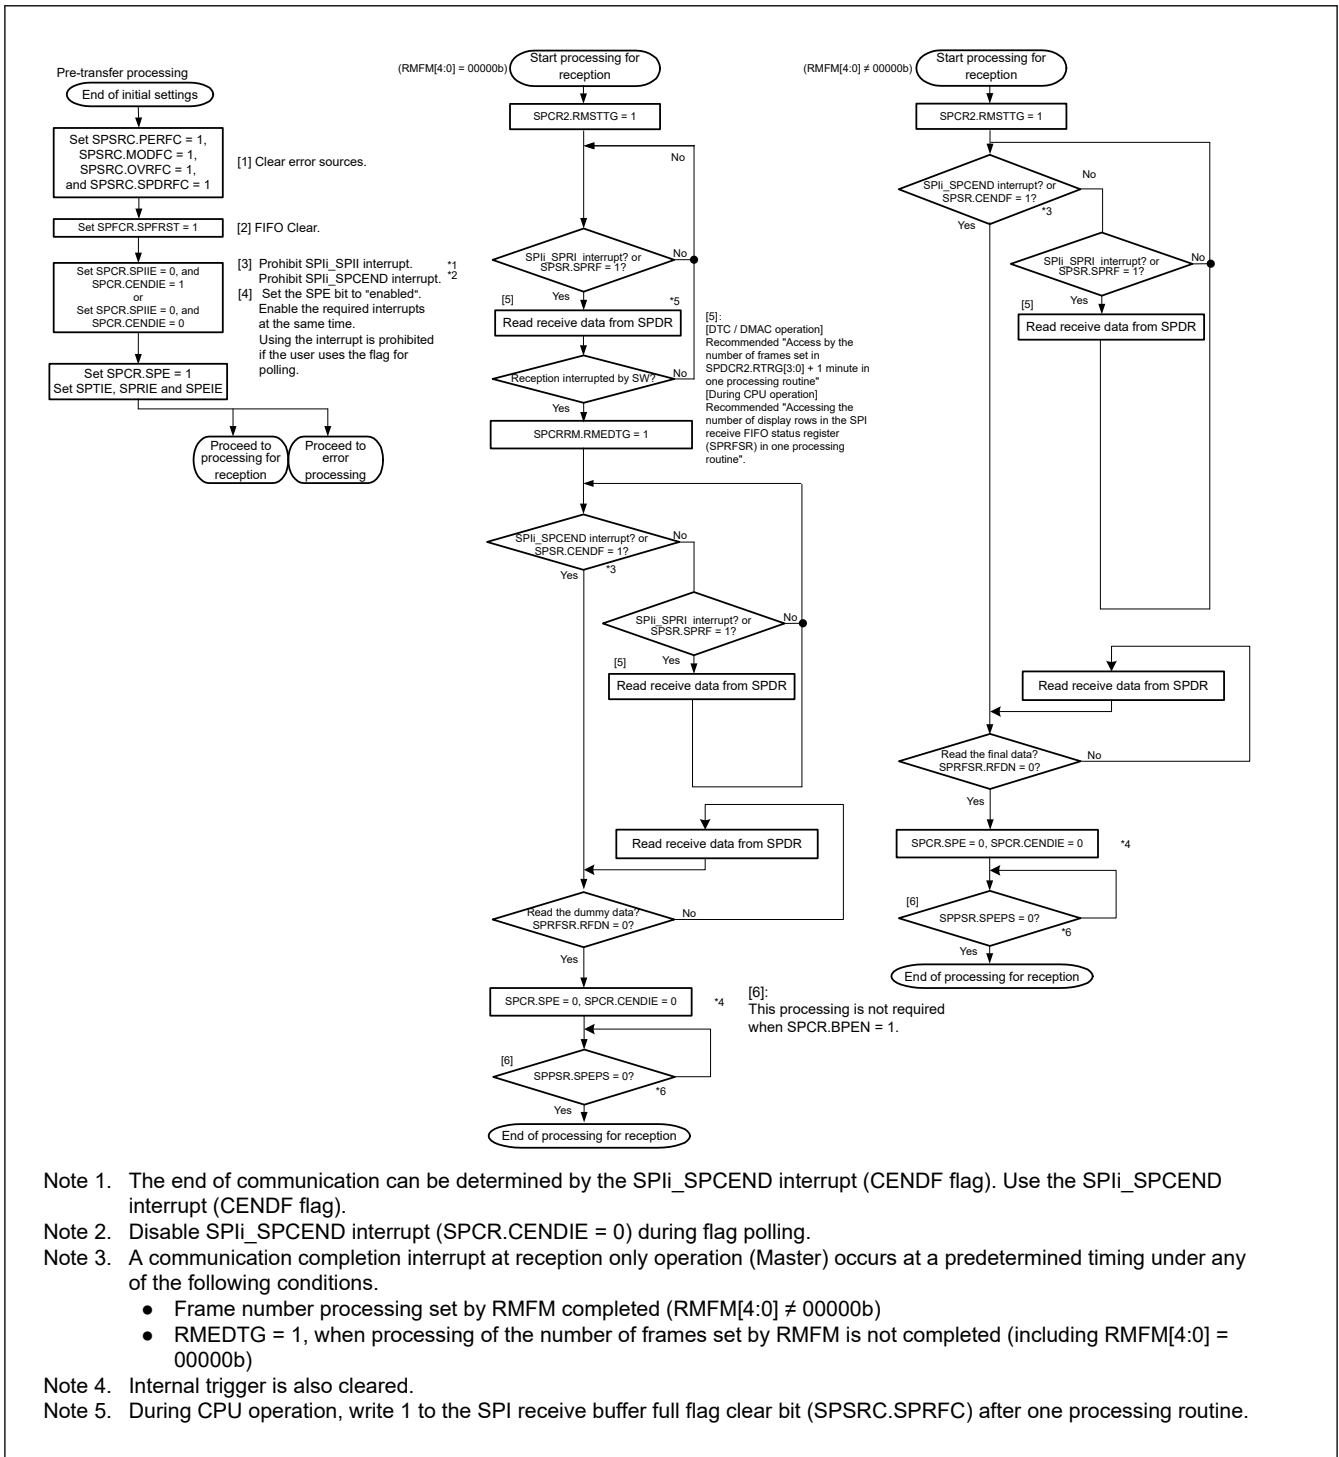 Pre-transfer processing
End of initial settings
Set SPSRC.PERFC = 1,
SPSRC.MODFC = 1,
SPSRC.OVRFC = 1,
and SPSRC.SPDRFC = 1
[1] Clear error sources.
Set SPFCR.SPFRST = 1
[2] FIFO Clear.
Set SPCR.SPIIE = 0, and
SPCR.CENDIE = 1
or
Set SPCR.SPIIE = 0, and
SPCR.CENDIE = 0
[3] Prohibit SPIi_SPII interrupt. *1
Prohibit SPIi_SPCEND interrupt. *2
[4] Set the SPE bit to "enabled".
Enable the required interrupts
at the same time.
Using the interrupt is prohibited
if the user uses the flag for
polling.
Set SPCR.SPE = 1
Set SPTIE, SPRIE and SPEIE
Proceed to
processing for
reception
Proceed to
error
processing
(RMFM[4:0] = 00000b)
Start processing for
reception
SPCR2.RMSTTG = 1
No
SPIi_SPRI interrupt? or
SPSR.SPRF = 1?
No
Yes
[5]
*5
Read receive data from SPDR
Reception interrupted by SW?
No
Yes
SPCRRM.RMEDTG = 1
[5]:
[DTC / DMAC operation]
Recommended "Access by the
number of frames set in
SPDCR2.RTRG[3:0] + 1 minute in
one processing routine"
[During CPU operation]
Recommended "Accessing the
number of display rows in the SPI
receive FIFO status register
(SPRFSR) in one processing
routine".
SPIi_SPCEND interrupt? or
SPSR.CENDF = 1?
No
Yes
*3
SPIi_SPRI interrupt? or
SPSR.SPRF = 1?
No
Yes
[5]
Read receive data from SPDR
Read receive data from SPDR
Read the dummy data?
SPRFSR.RFDN = 0?
No
Yes
SPCR.SPE = 0, SPCR.CENDIE = 0
*4
[6]:
This processing is not required
when SPCR.BPEN = 1.
[6]
SPPSR.SPEPS = 0?
*6
Yes
End of processing for reception
(RMFM[4:0] ≠ 00000b)
Start processing for
reception
SPCR2.RMSTTG = 1
SPIi_SPCEND interrupt? or
SPSR.CENDF = 1?
No
*3
Yes
SPIi_SPRI interrupt? or
SPSR.SPRF = 1?
No
Yes
[5]
Read receive data from SPDR
Read receive data from SPDR
Read the final data?
SPRFSR.RFDN = 0?
No
Yes
SPCR.SPE = 0, SPCR.CENDIE = 0
*4
[6]
SPPSR.SPEPS = 0?
*6
Yes
End of processing for reception
Note 1. The end of communication can be determined by the SPIi_SPCEND interrupt (CENDF flag). Use the SPIi_SPCEND
interrupt (CENDF flag).
Note 2. Disable SPIi_SPCEND interrupt (SPCR.CENDIE = 0) during flag polling.
Note 3. A communication completion interrupt at reception only operation (Master) occurs at a predetermined timing under any
of the following conditions.
● Frame number processing set by RMFM completed (RMFM[4:0] ≠ 00000b)
● RMEDTG = 1, when processing of the number of frames set by RMFM is not completed (including RMFM[4:0] =
00000b)
Note 4. Internal trigger is also cleared.
Note 5. During CPU operation, write 1 to the SPI receive buffer full flag clear bit (SPSRC.SPRFC) after one processing routine.